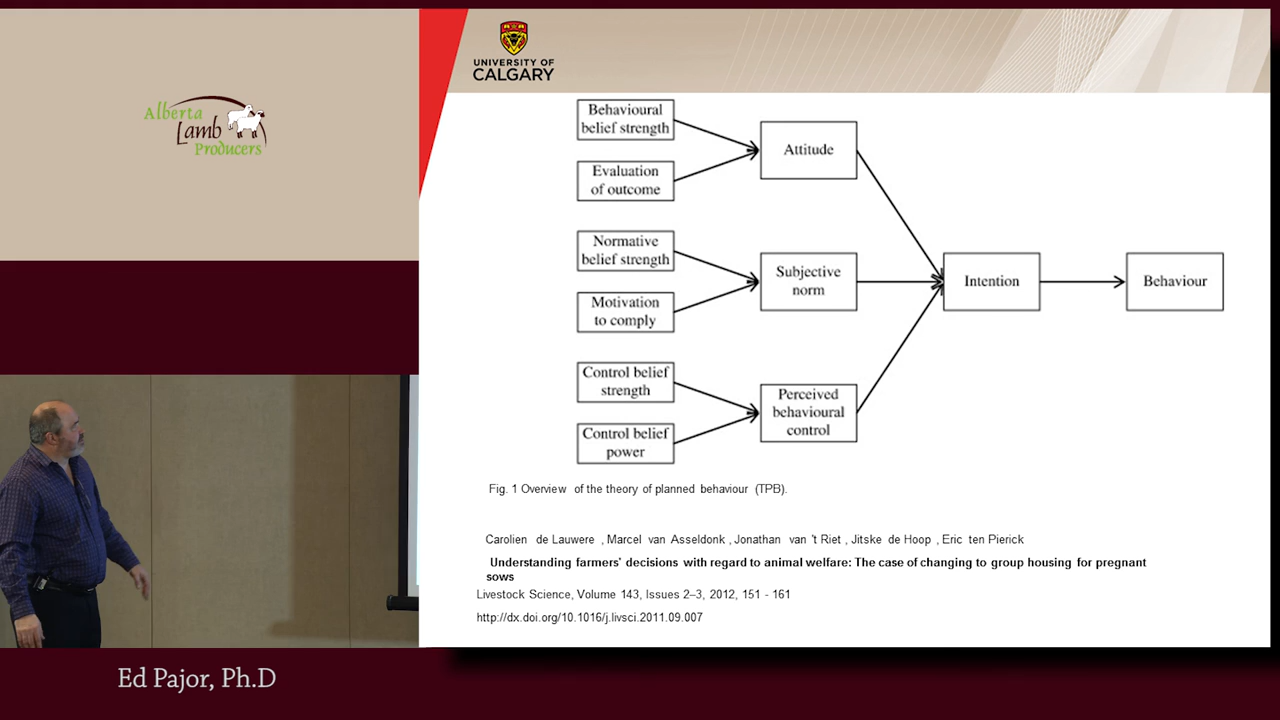 Alberta
Lamb
Producers
UNIVERSITY OF
CALGARY
Behavioural
belief strength
Evaluation
of outcome
Attitude
Normative
belief strength
Motivation
to comply
Subjective
norm
Control belief
strength
Control belief
power
Perceived
behavioural
control
Intention
Behaviour
Fig. 1 Overview of the theory of planned behaviour (TPB).
Carolien de Lauwere , Marcel van Asseldonk , Jonathan van 't Riet , Jitske de Hoop , Eric ten Pierick
Understanding farmers' decisions with regard to animal welfare: The case of changing to group housing for pregnant
sows
Livestock Science, Volume 143, Issues 2–3, 2012, 151 - 161
http://dx.doi.org/10.1016/j.livsci.2011.09.007
Ed Pajor, Ph.D